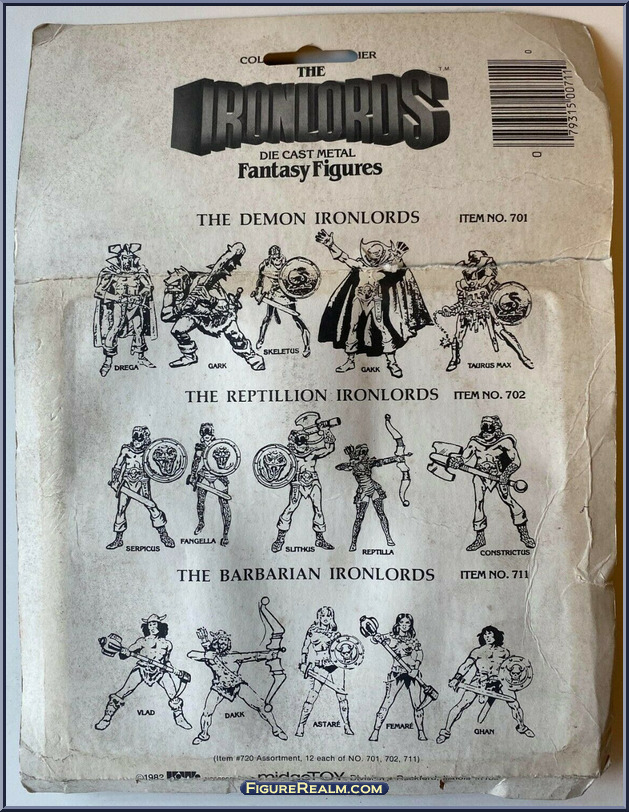 THE
IRONLORDS
T.M.
DIE CAST METAL
Fantasy Figures
0 79315 00711 0
THE DEMON IRONLORDS ITEM NO. 701
DREGA GARK SKELETUS GAKK TAURUS MAX
THE REPTILLION IRONLORDS ITEM NO. 702
SERPICUS FANGELLA SLITHUS REPTILLA CONSTRICTUS
THE BARBARIAN IRONLORDS ITEM NO. 711
VLAD DAKK ASTARÉ FEMARÉ GHAN
(Item #720 Assortment, 12 each of NO. 701, 702, 711)
©1982 midgeTOY
FIGUREREALM.COM